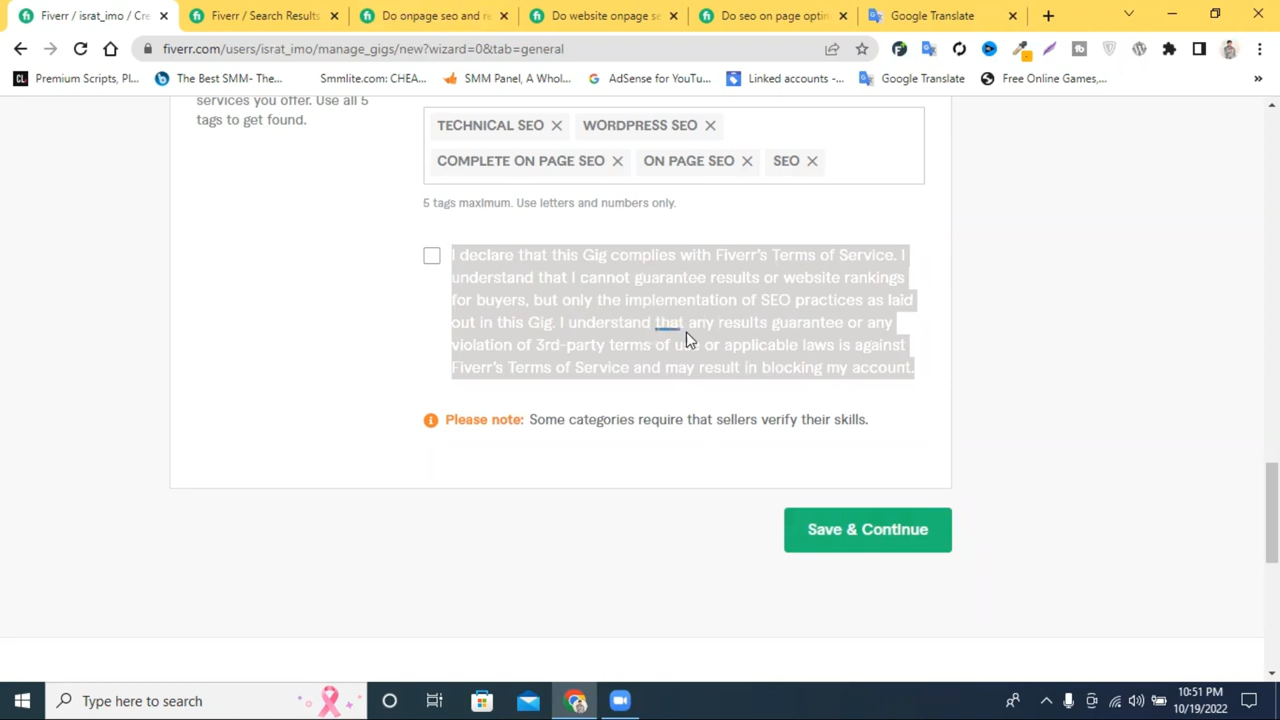 Fiverr / israt_imo / Cre
Fiverr / Search Results
Do onpage seo and re
Do website onpage se
Do seo on page optin
Google Translate
fiverr.com/users/israt_imo/manage_gigs/new?wizard=0&tab=general
Premium Scripts, Pl...
The Best SMM- The...
Smmlite.com: CHEA...
SMM Panel, A Whol...
AdSense for YouTu...
Linked accounts -...
Google Translate
Free Online Games,...
services you offer. Use all 5
tags to get found.
TECHNICAL SEO
WORDPRESS SEO
COMPLETE ON PAGE SEO
ON PAGE SEO
SEO
5 tags maximum. Use letters and numbers only.
I declare that this Gig complies with Fiverr's Terms of Service. I
understand that I cannot guarantee results or website rankings
for buyers, but only the implementation of SEO practices as laid
out in this Gig. I understand that any results guarantee or any
violation of 3rd-party terms of use or applicable laws is against
Fiverr's Terms of Service and may result in blocking my account.
Please note: Some categories require that sellers verify their skills.
Save & Continue
Type here to search
10:51 PM
10/19/2022